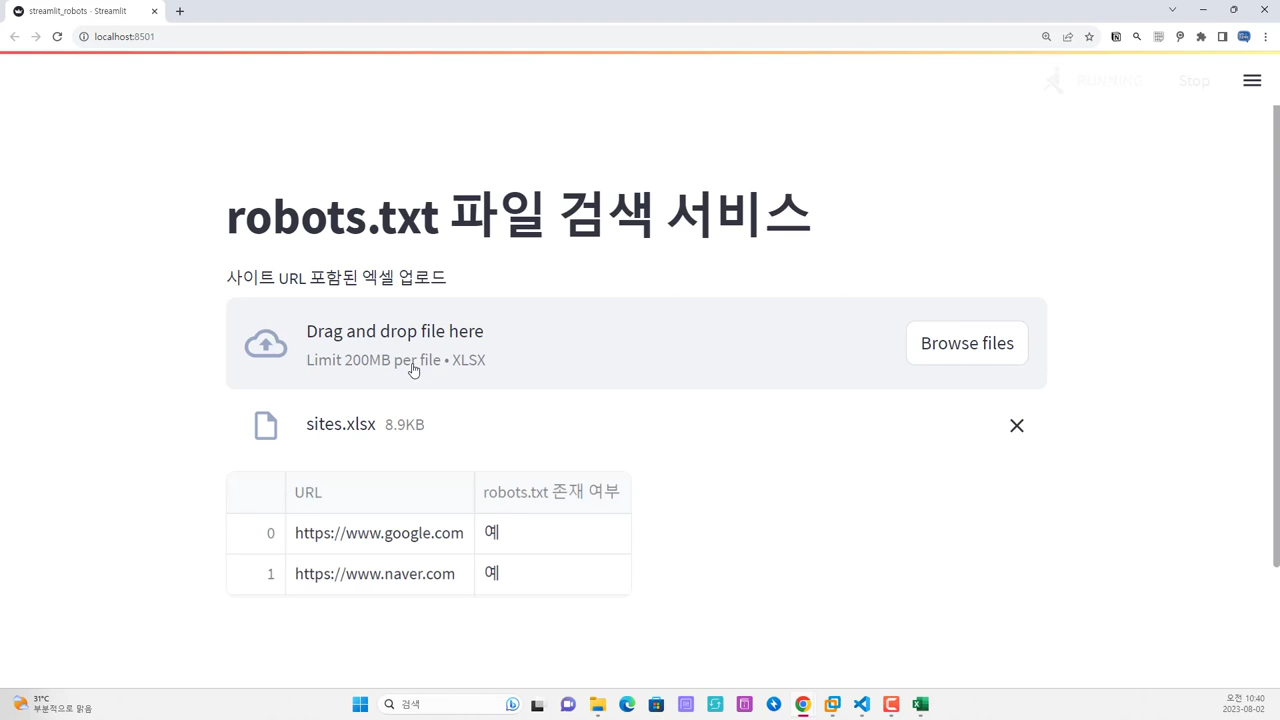 streamlit_robots · Streamlit
localhost:8501
RUNNING
Stop
robots.txt 파일 검색 서비스
사이트 URL 포함된 엑셀 업로드
Drag and drop file here
Limit 200MB per file • XLSX
Browse files
sites.xlsx 8.9KB
URL robots.txt 존재 여부
0 https://www.google.com 예
1 https://www.naver.com 예
31°C
부분적으로 맑음
검색
오전 10:40
2023-08-02